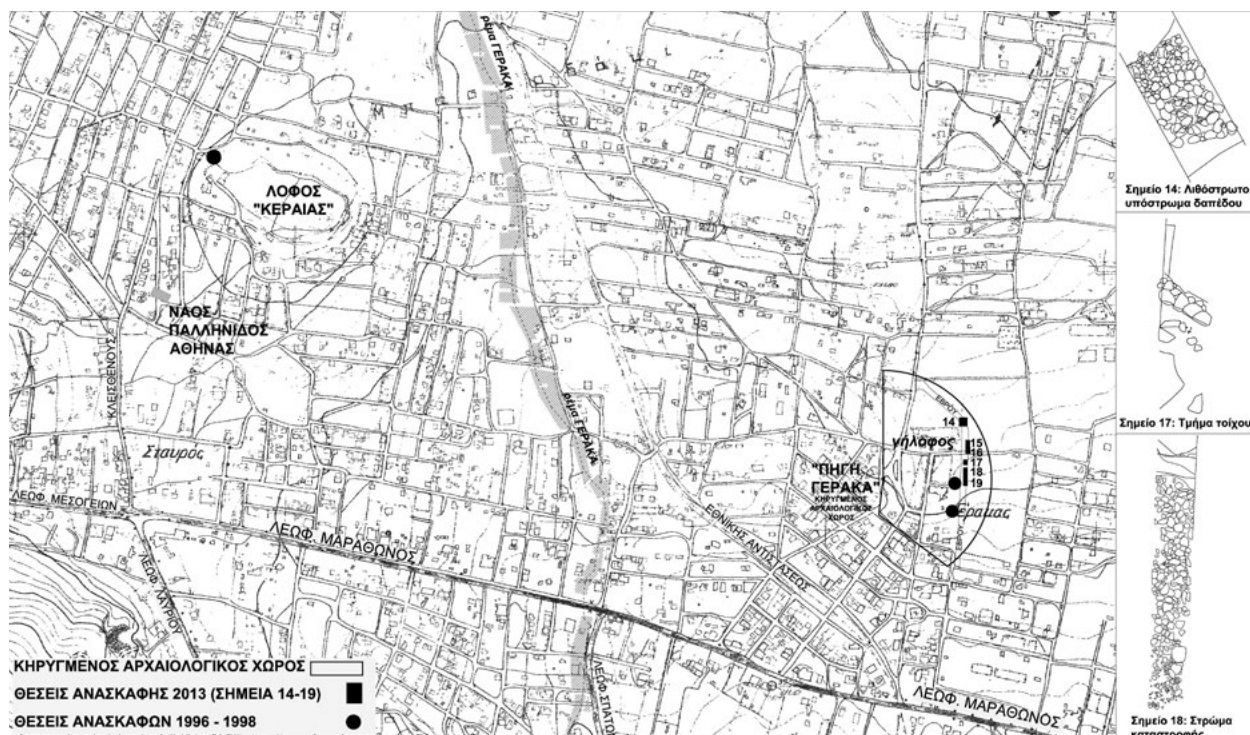 ρέμα ΓΕΡΑΚΑ
ΛΟΦΟΣ
"ΚΕΡΑΙΑΣ"
ΝΑΟΣ
ΠΑΛΛΗΝΙΔΟΣ
ΑΘΗΝΑΣ
ΚΛΕΙΣΘΕΝΟΥΣ
Σταυρός
ΛΕΩΦ. ΜΕΣΟΓΕΙΩΝ
ΛΕΩΦ. ΜΑΡΑΘΩΝΟΣ
ΛΕΩΦ. ΛΑΥΡΙΟΥ
ρέμα ΓΕΡΑΚΑ
ΕΒΡΟΥ
14
γήλοφος
15
16
17
18
19
"ΠΗΓΗ
ΓΕΡΑΚΑ"
ΚΗΡΥΓΜΕΝΟΣ
ΑΡΧΑΙΟΛΟΓΙΚΟΣ
ΧΩΡΟΣ
έρακας
ΕΘΝΙΚΗΣ ΑΝΤΙΣΤΑΣΕΩΣ
ΛΕΩΦ. ΣΠΑΤΩΝ
ΛΕΩΦ. ΜΑΡΑΘΩΝΟΣ
ΚΗΡΥΓΜΕΝΟΣ ΑΡΧΑΙΟΛΟΓΙΚΟΣ ΧΩΡΟΣ
ΘΕΣΕΙΣ ΑΝΑΣΚΑΦΗΣ 2013 (ΣΗΜΕΙΑ 14-19)
ΘΕΣΕΙΣ ΑΝΑΣΚΑΦΩΝ 1996 - 1998
Σημείο 14: Λιθόστρωτο
υπόστρωμα δαπέδου
Σημείο 17: Τμήμα τοίχου
Σημείο 18: Στρώμα
καταστροφής